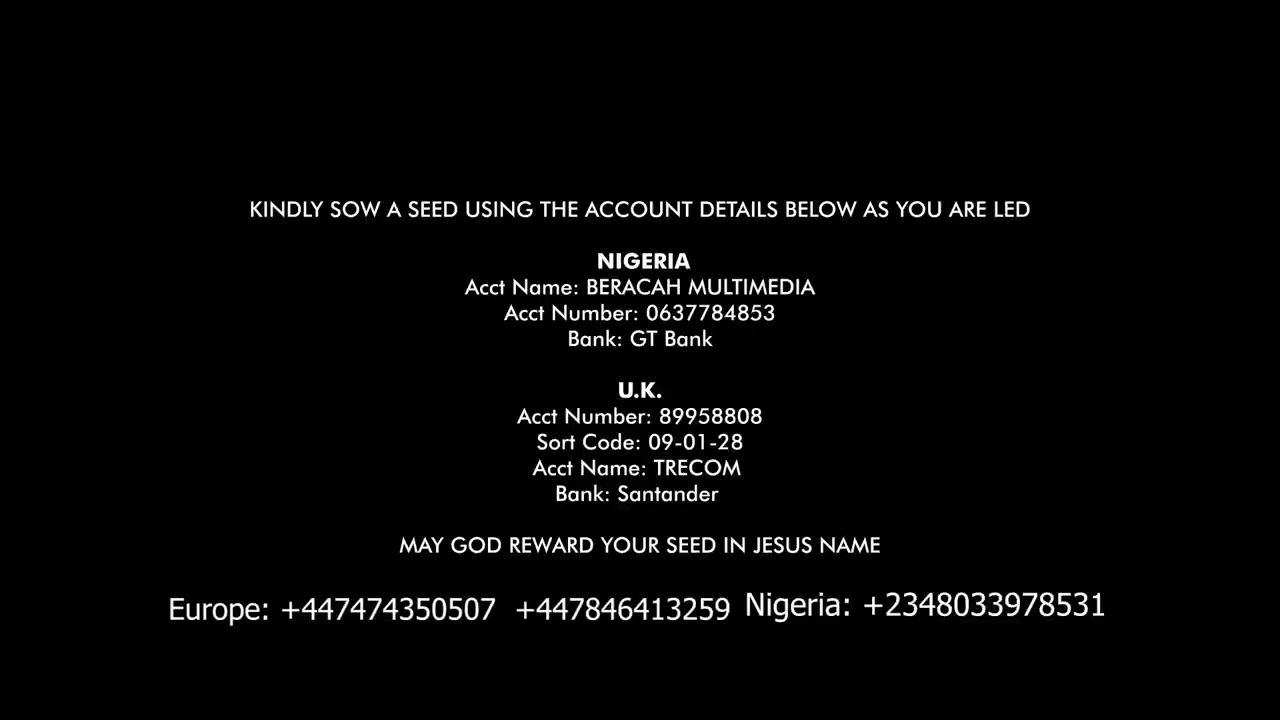 KINDLY SOW A SEED USING THE ACCOUNT DETAILS BELOW AS YOU ARE LED
NIGERIA
Acct Name: BERACAH MULTIMEDIA
Acct Number: 0637784853
Bank: GT Bank
U.K.
Acct Number: 89958808
Sort Code: 09-01-28
Acct Name: TRECOM
Bank: Santander
MAY GOD REWARD YOUR SEED IN JESUS NAME
Europe: +447474350507 +447846413259 Nigeria: +2348033978531